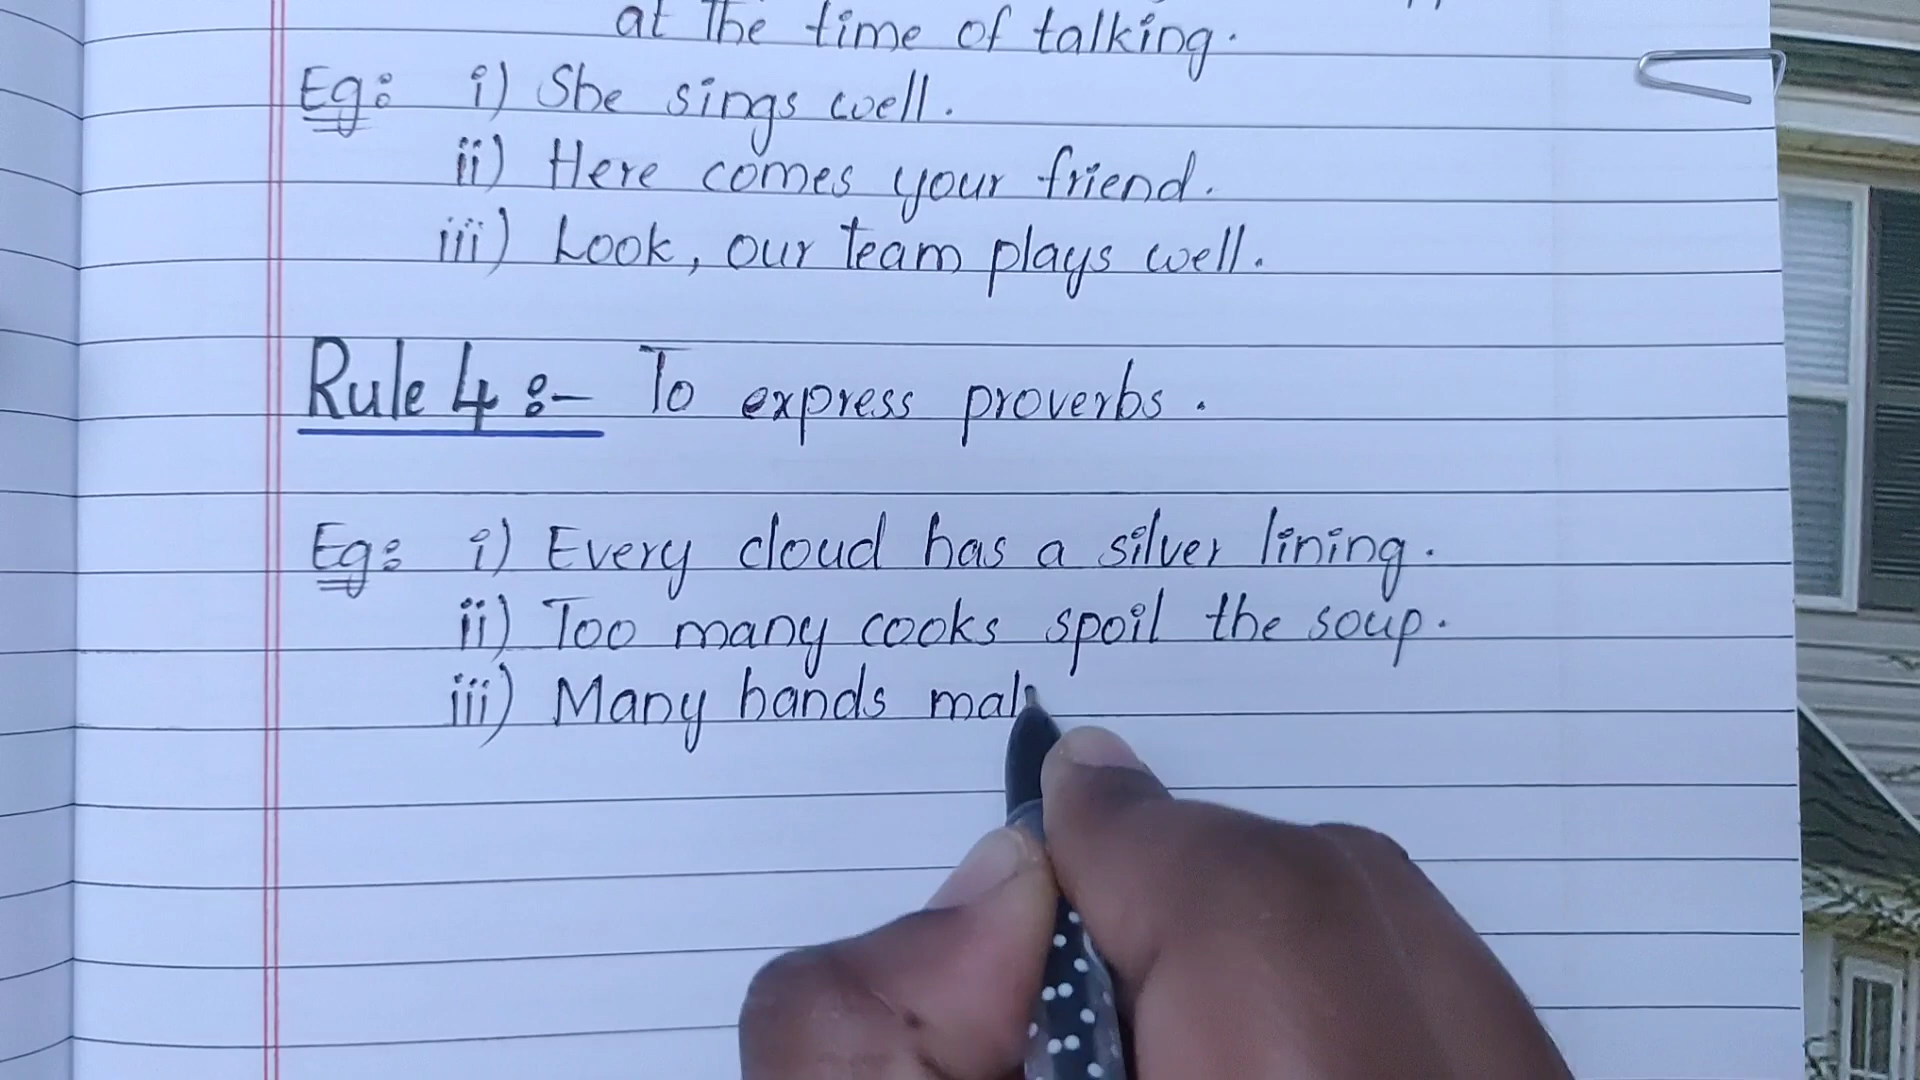 at the time of talking.
Eg: i) She sings well.
ii) Here comes your friend.
iii) Look, our team plays well.
Rule 4 :- To express proverbs.
Eg: i) Every cloud has a silver lining.
ii) Too many cooks spoil the soup.
iii) Many hands